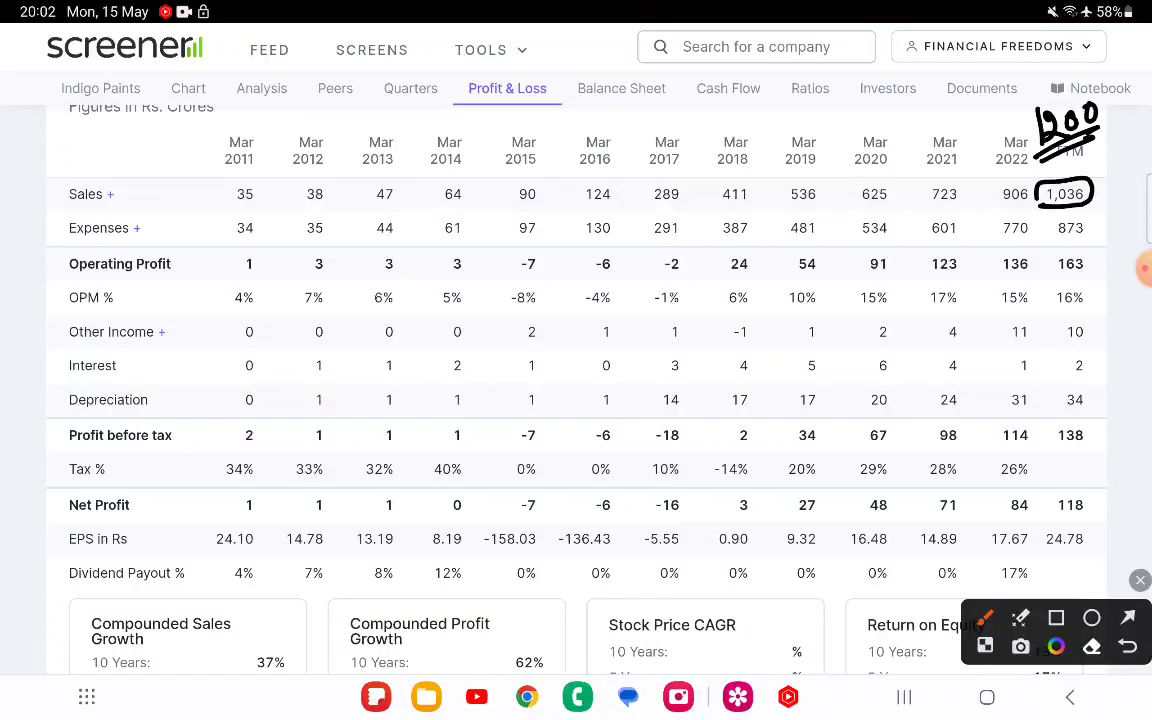 20:02 Mon, 15 May 58%
screener FEED SCREENS TOOLS Search for a company FINANCIAL FREEDOMS
Indigo Paints Chart Analysis Peers Quarters Profit & Loss Balance Sheet Cash Flow Ratios Investors Documents Notebook
Figures in Rs. Crores
1200
Mar 2011 Mar 2012 Mar 2013 Mar 2014 Mar 2015 Mar 2016 Mar 2017 Mar 2018 Mar 2019 Mar 2020 Mar 2021 Mar 2022 TTM
Sales + 35 38 47 64 90 124 289 411 536 625 723 906 1,036
Expenses + 34 35 44 61 97 130 291 387 481 534 601 770 873
Operating Profit 1 3 3 3 -7 -6 -2 24 54 91 123 136 163
OPM % 4% 7% 6% 5% -8% -4% -1% 6% 10% 15% 17% 15% 16%
Other Income + 0 0 0 0 2 1 1 -1 1 2 4 11 10
Interest 0 1 1 2 1 0 3 4 5 6 4 1 2
Depreciation 0 1 1 1 1 1 14 17 17 20 24 31 34
Profit before tax 2 1 1 1 -7 -6 -18 2 34 67 98 114 138
Tax % 34% 33% 32% 40% 0% 0% 10% -14% 20% 29% 28% 26%
Net Profit 1 1 1 0 -7 -6 -16 3 27 48 71 84 118
EPS in Rs 24.10 14.78 13.19 8.19 -158.03 -136.43 -5.55 0.90 9.32 16.48 14.89 17.67 24.78
Dividend Payout % 4% 7% 8% 12% 0% 0% 0% 0% 0% 0% 0% 17%
Compounded Sales Growth
10 Years: 37%
Compounded Profit Growth
10 Years: 62%
Stock Price CAGR
10 Years: %
Return on Equity
10 Years: